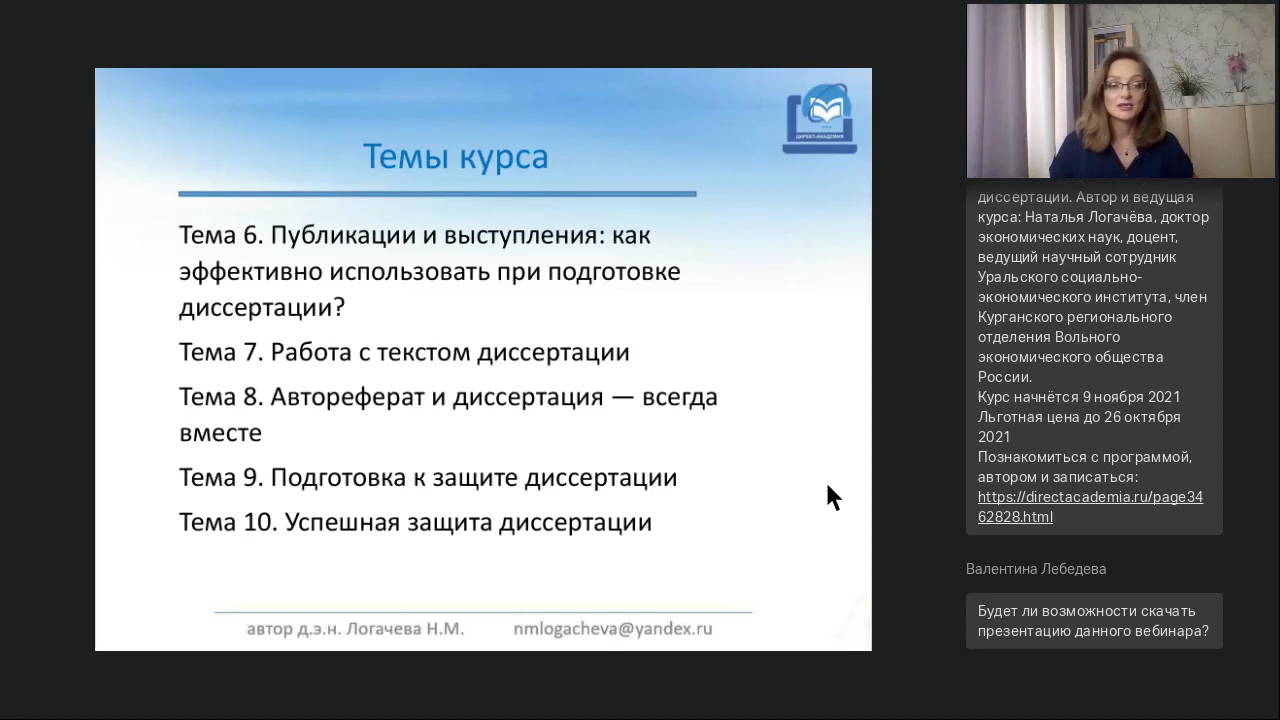 ДИРЕКТ-АКАДЕМИЯ
Темы курса
Тема 6. Публикации и выступления: как
эффективно использовать при подготовке
диссертации?
Тема 7. Работа с текстом диссертации
Тема 8. Автореферат и диссертация — всегда
вместе
Тема 9. Подготовка к защите диссертации
Тема 10. Успешная защита диссертации
автор д.э.н. Логачева Н.М. nmlogacheva@yandex.ru
диссертации. Автор и ведущая
курса: Наталья Логачёва, доктор
экономических наук, доцент,
ведущий научный сотрудник
Уральского социально-
экономического института, член
Курганского регионального
отделения Вольного
экономического общества
России.
Курс начнётся 9 ноября 2021
Льготная цена до 26 октября
2021
Познакомиться с программой,
автором и записаться:
https://directacademia.ru/page34
62828.html
Валентина Лебедева
Будет ли возможности скачать
презентацию данного вебинара?